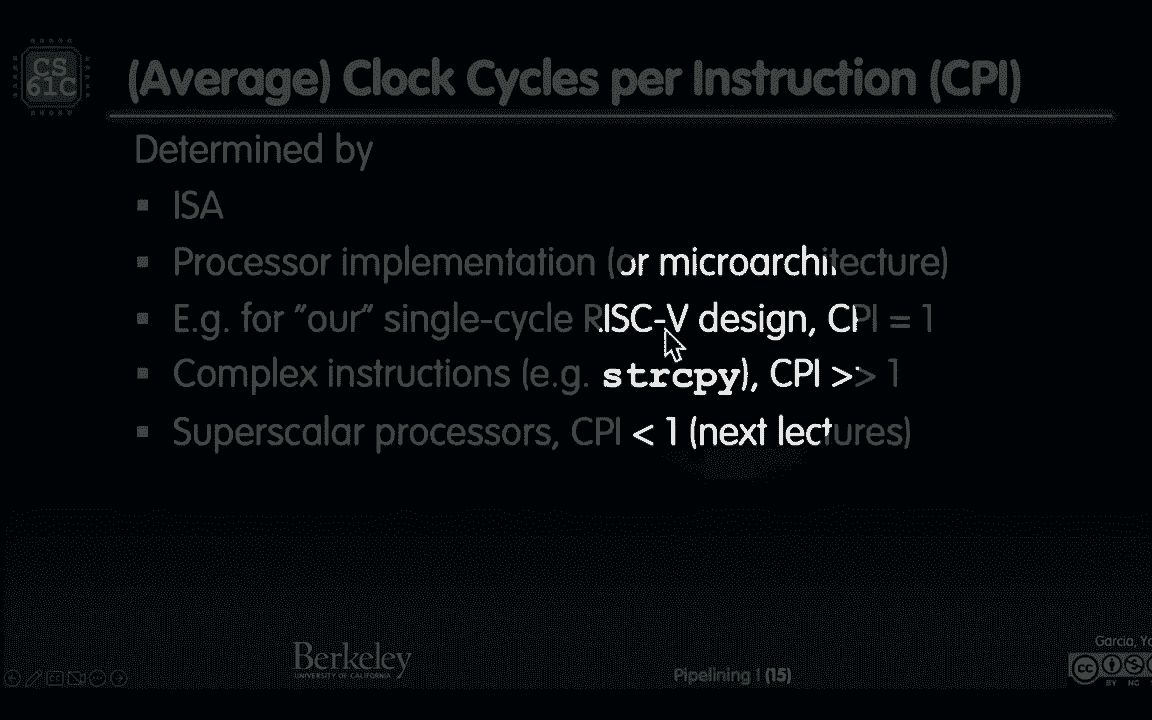 CS
61C
(Average) Clock Cycles per Instruction (CPI)
Determined by
▪ ISA
▪ Processor implementation (or microarchitecture)
▪ E.g. for "our" single-cycle RISC-V design, CPI = 1
▪ Complex instructions (e.g. strcpy), CPI >> 1
▪ Superscalar processors, CPI < 1 (next lectures)
Berkeley
UNIVERSITY OF CALIFORNIA
Pipelining I (15)
Garcia,
cc
BY NC